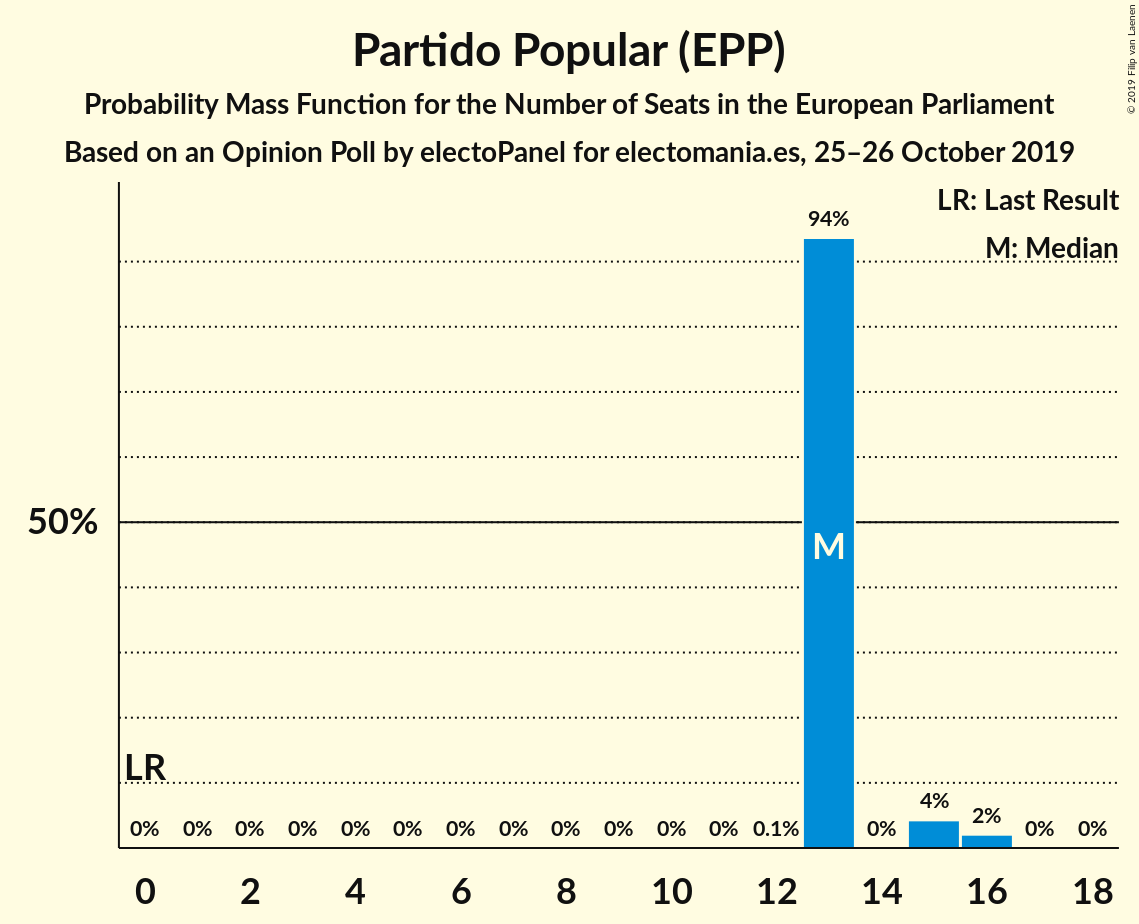 Partido Popular (EPP)
Probability Mass Function for the Number of Seats in the European Parliament
Based on an Opinion Poll by electoPanel for electomania.es, 25–26 October 2019
© 2019 Filip van Laenen
LR: Last Result
M: Median
94%
50%
M
LR
0% 0% 0% 0% 0% 0% 0% 0% 0% 0% 0% 0% 0.1% 0% 4% 2% 0% 0%
0 2 4 6 8 10 12 14 16 18